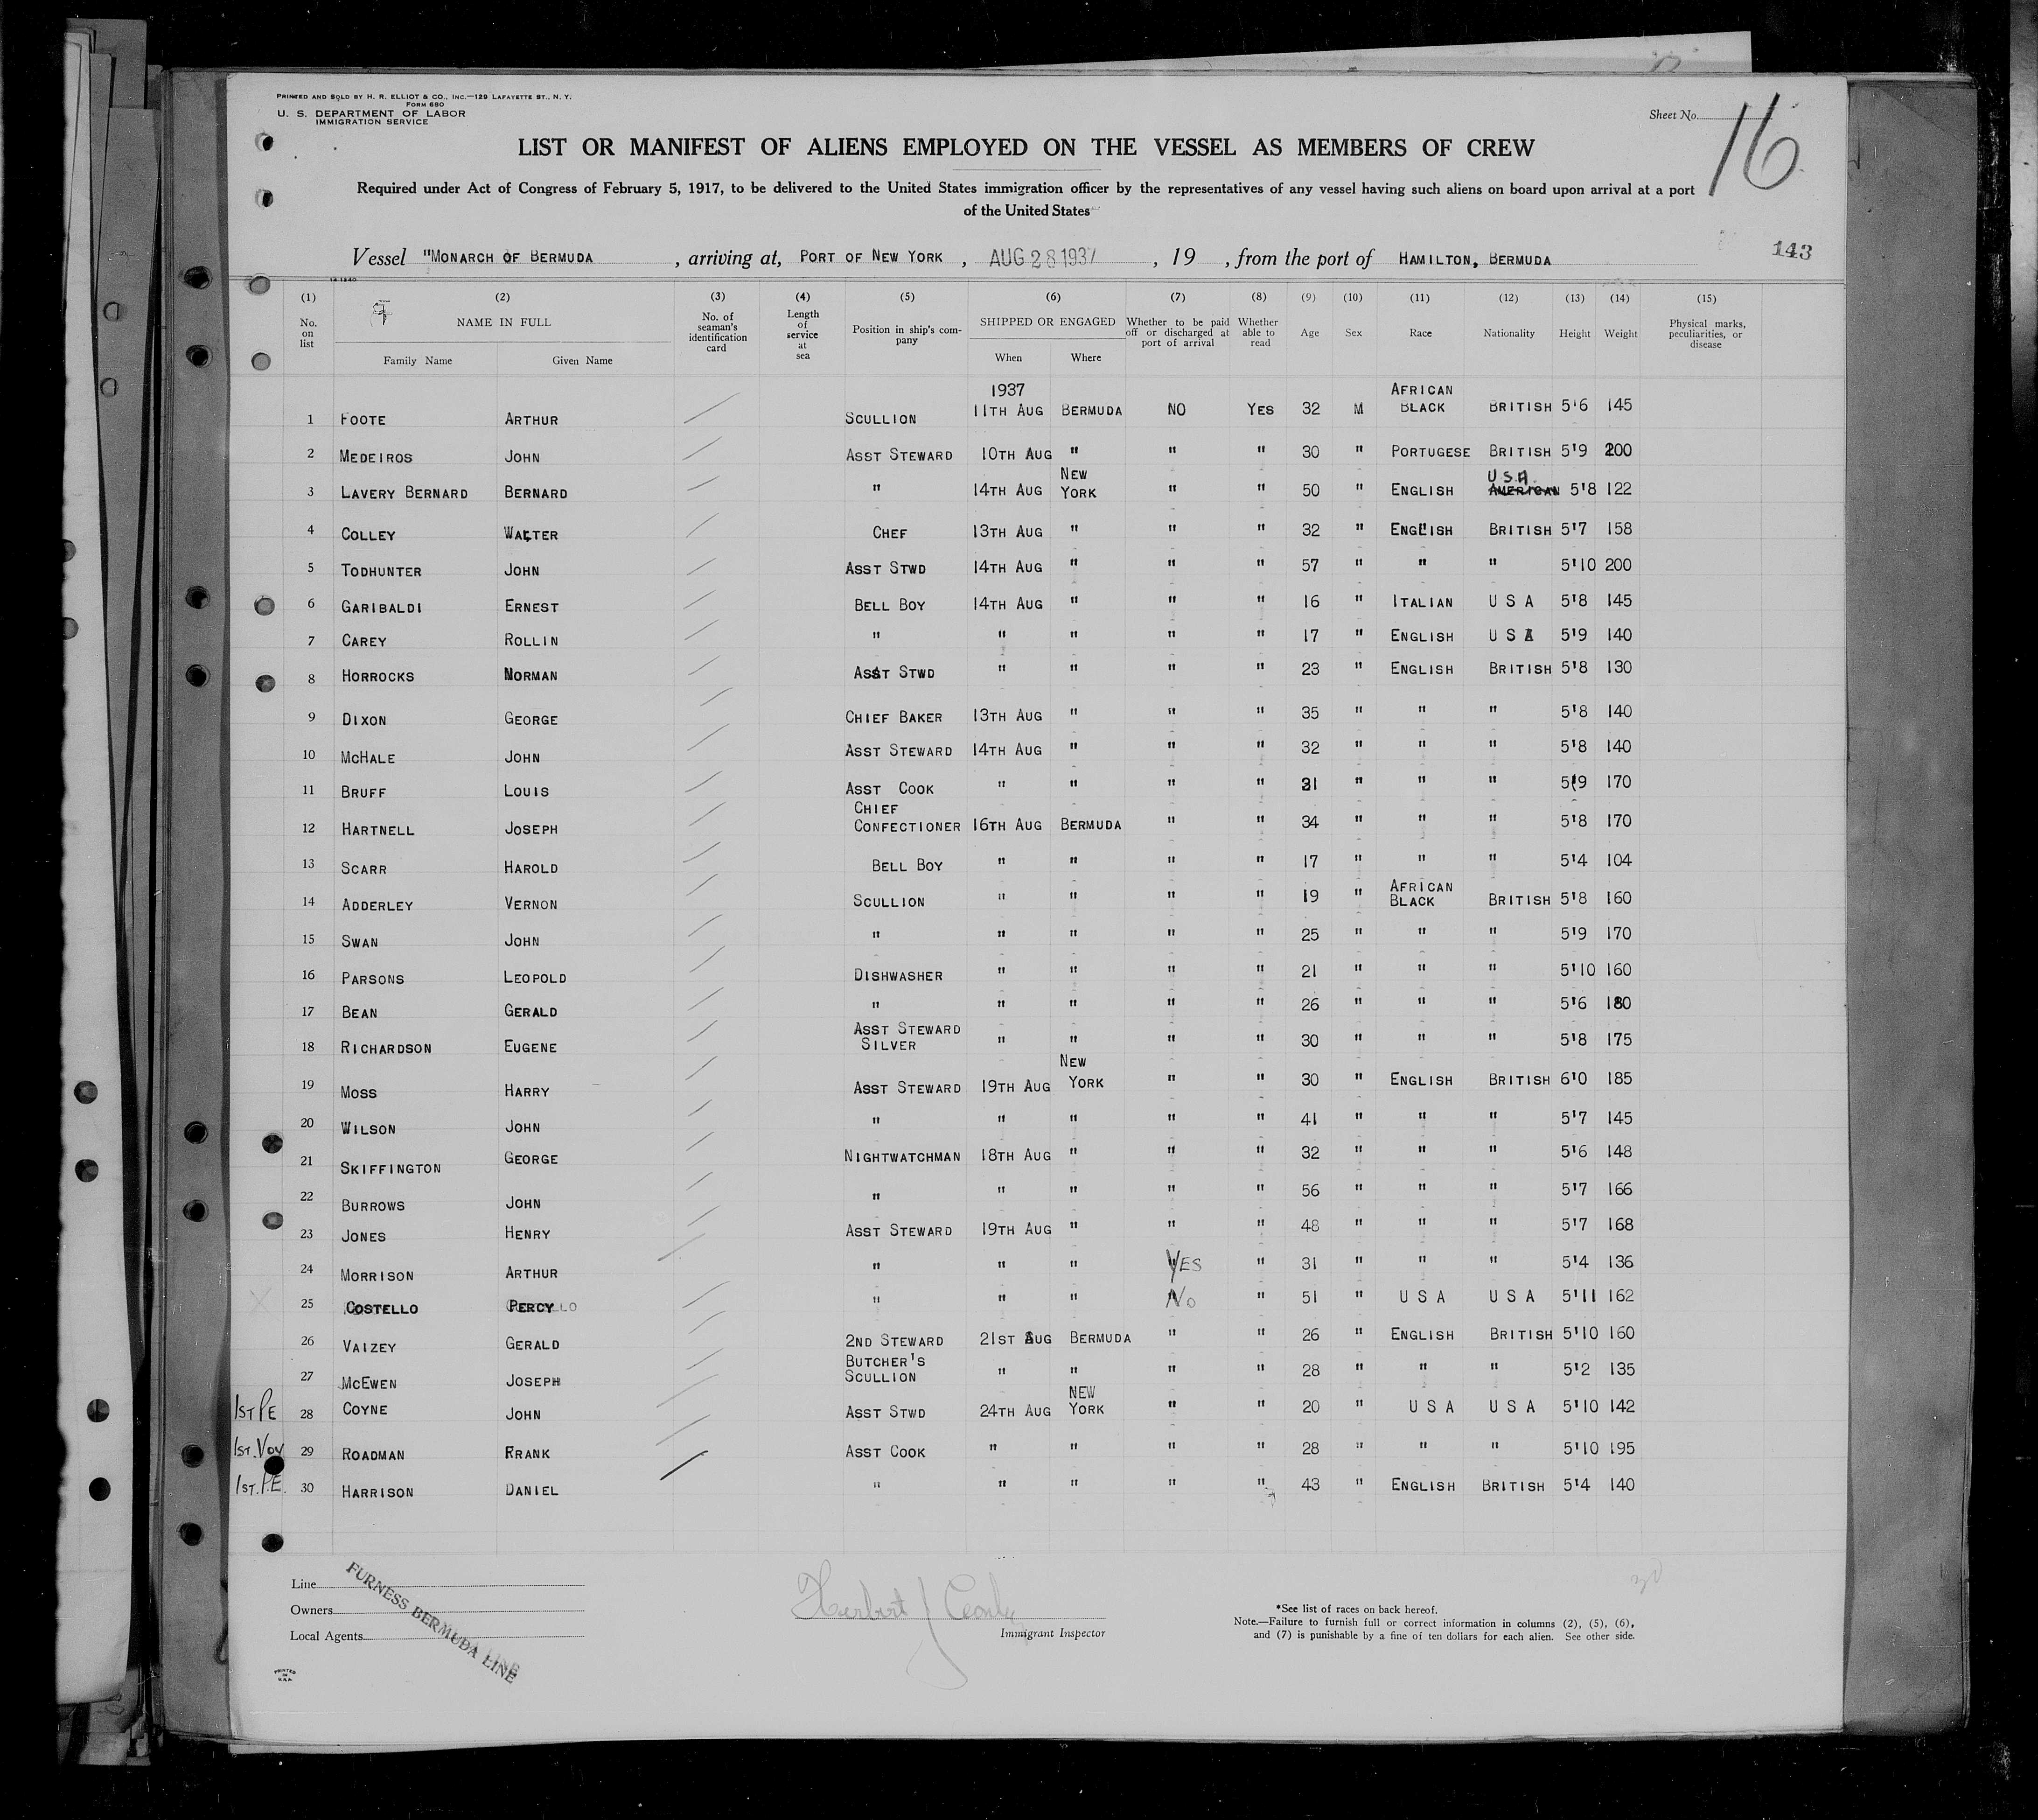 PRINTED AND SOLD BY H. R. ELLIOT & CO., INC.—129 LAFAYETTE ST., N. Y.
FORM 680
U. S. DEPARTMENT OF LABOR
IMMIGRATION SERVICE
Sheet No.
16
LIST OR MANIFEST OF ALIENS EMPLOYED ON THE VESSEL AS MEMBERS OF CREW
Required under Act of Congress of February 5, 1917, to be delivered to the United States immigration officer by the representatives of any vessel having such aliens on board upon arrival at a port
of the United States
Vessel "MONARCH OF BERMUDA , arriving at, PORT OF NEW YORK , AUG 28 1937 , 19 , from the port of HAMILTON, BERMUDA
143
(1) (2) (3) (4) (5) (6) (7) (8) (9) (10) (11) (12) (13) (14) (15)
No. on list NAME IN FULL No. of seaman's identification card Length of service at sea Position in ship's company SHIPPED OR ENGAGED Whether to be paid off or discharged at port of arrival Whether able to read Age Sex Race Nationality Height Weight Physical marks, peculiarities, or disease
Family Name Given Name When Where
1937 AFRICAN
1 FOOTE ARTHUR SCULLION 11TH AUG BERMUDA NO YES 32 M BLACK BRITISH 5'6 145
2 MEDEIROS JOHN ASST STEWARD 10TH AUG " " " 30 " PORTUGESE BRITISH 5'9 200
NEW U.S.A.
3 LAVERY BERNARD BERNARD " 14TH AUG YORK " " 50 " ENGLISH AMERICAN 5'8 122
4 COLLEY WALTER CHEF 13TH AUG " " " 32 " ENGLISH BRITISH 5'7 158
5 TODHUNTER JOHN ASST STWD 14TH AUG " " " 57 " " " 5'10 200
6 GARIBALDI ERNEST BELL BOY 14TH AUG " " " 16 " ITALIAN U S A 5'8 145
7 CAREY ROLLIN " " " " " 17 " ENGLISH U S A 5'9 140
8 HORROCKS NORMAN ASST STWD " " " " 23 " ENGLISH BRITISH 5'8 130
9 DIXON GEORGE CHIEF BAKER 13TH AUG " " " 35 " " " 5'8 140
10 MCHALE JOHN ASST STEWARD 14TH AUG " " " 32 " " " 5'8 140
11 BRUFF LOUIS ASST COOK " " " " " " " 5'9 170
CHIEF
12 HARTNELL JOSEPH CONFECTIONER 16TH AUG BERMUDA " " 34 " " " 5'8 170
13 SCARR HAROLD BELL BOY " " " " 17 " " " 5'4 104
AFRICAN
14 ADDERLEY VERNON SCULLION " " " " 19 " BLACK BRITISH 5'8 160
15 SWAN JOHN " " " " " 25 " " " 5'9 170
16 PARSONS LEOPOLD DISHWASHER " " " " 21 " " " 5'10 160
17 BEAN GERALD " " " " " 26 " " " 5'6 180
ASST STEWARD
18 RICHARDSON EUGENE SILVER " " " " 30 " " " 5'8 175
NEW
19 MOSS HARRY ASST STEWARD 19TH AUG YORK " " 30 " ENGLISH BRITISH 6'0 185
20 WILSON JOHN " " " " " 41 " " " 5'7 145
21 SKIFFINGTON GEORGE NIGHTWATCHMAN 18TH AUG " " " 32 " " " 5'6 148
22 BURROWS JOHN " " " " " 56 " " " 5'7 166
23 JONES HENRY ASST STEWARD 19TH AUG " " " 48 " " " 5'7 168
24 MORRISON ARTHUR " " " YES " 31 " " " 5'4 136
25 COSTELLO PERCY " " " No " 51 " U S A U S A 5'11 162
26 VAIZEY GERALD 2ND STEWARD 21ST AUG BERMUDA " " 26 " ENGLISH BRITISH 5'10 160
BUTCHER'S
27 MCEWEN JOSEPH SCULLION " " " " 28 " " " 5'2 135
NEW
1ST P.E 28 COYNE JOHN ASST STWD 24TH AUG YORK " " 20 " U S A U S A 5'10 142
1ST. VOY 29 ROADMAN FRANK ASST COOK " " " " 28 " " " 5'10 195
1ST. P.E. 30 HARRISON DANIEL " " " " " 43 " ENGLISH BRITISH 5'4 140
Line
Owners
Local Agents
FURNESS BERMUDA LINE
Herbert J
Immigrant Inspector
30
*See list of races on back hereof.
Note.—Failure to furnish full or correct information in columns (2), (5), (6),
and (7) is punishable by a fine of ten dollars for each alien. See other side.
PRINTED
IN
U.S.A.